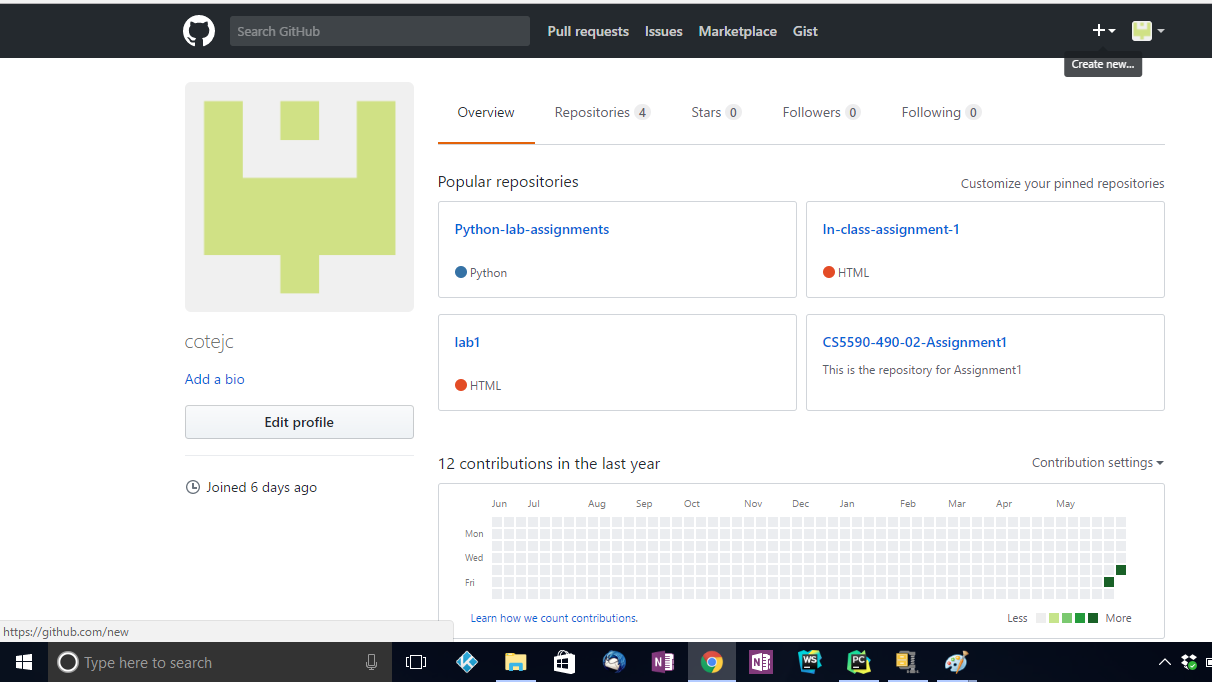 Search GitHub
Pull requests Issues Marketplace Gist
Create new...
Overview
Repositories 4
Stars 0
Followers 0
Following 0
Popular repositories
Customize your pinned repositories
Python-lab-assignments
Python
In-class-assignment-1
HTML
lab1
HTML
CS5590-490-02-Assignment1
This is the repository for Assignment1
cotejc
Add a bio
Edit profile
Joined 6 days ago
12 contributions in the last year
Contribution settings
Jun Jul Aug Sep Oct Nov Dec Jan Feb Mar Apr May
Mon
Wed
Fri
Learn how we count contributions.
Less More
https://github.com/new
Type here to search
N
N
WS
PC